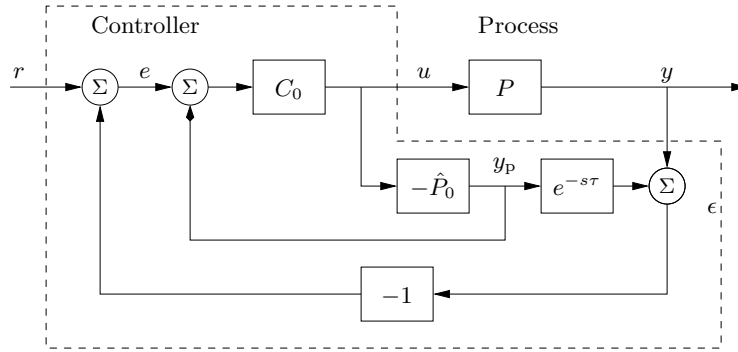 Controller
Process
r
Σ
e
Σ
C₀
u
P
y
−P̂₀
yₚ
e^{−sτ}
Σ
ϵ
−1